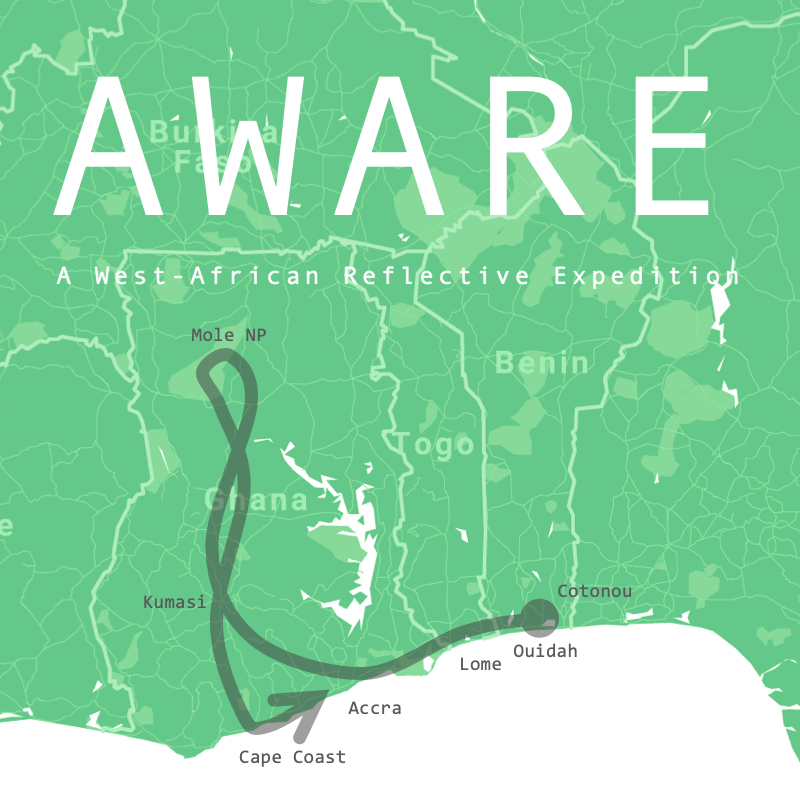 AWARE
Burkina
Faso
A West-African Reflective Expedition
Mole NP
Benin
Togo
Ghana
e
Cotonou
Kumasi
Ouidah
Lome
Accra
Cape Coast